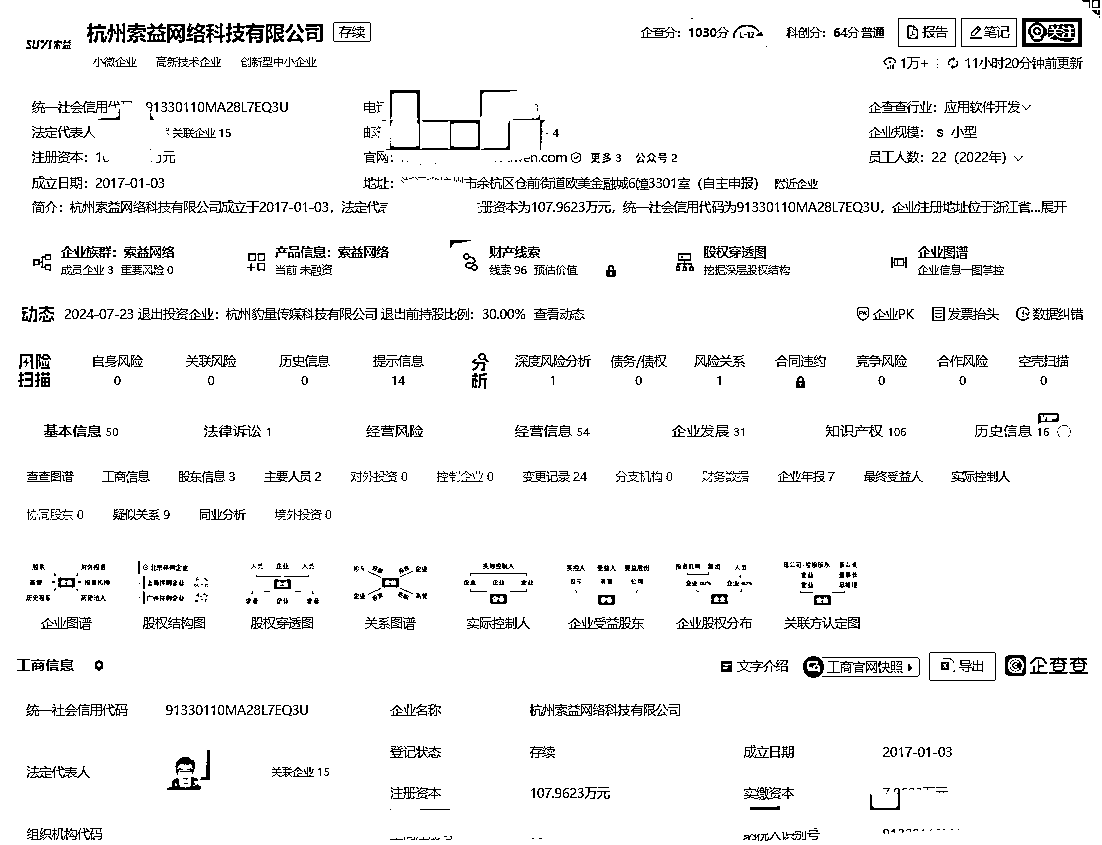 SUYI索益 杭州索益网络科技有限公司 存续 企查分：1030分 科创分：64分 普通 报告 笔记 关注
小微企业 高新技术企业 创新型中小企业 1万+ 11小时20分钟前更新
统一社会信用代 91330110MA28L7EQ3U 电 企查查行业：应用软件开发
法定代表人 关联企业 15 4 企业规模：S 小型
注册资本：元 官网： .com 更多 3 公众号 2 员工人数：22（2022年）
成立日期：2017-01-03 地址： 市余杭区仓前街道欧美金融城6幢3301室（自主申报） 附近企业
简介：杭州索益网络科技有限公司成立于2017-01-03，法定代 册资本为107.9623万元，统一社会信用代码为91330110MA28L7EQ3U，企业注册地址位于浙江省...展开
企业族群：索益网络 产品信息：索益网络 财产线索 股权穿透图 企业图谱
成员企业 3 重要风险 0 当前 未融资 线索 96 预估价值 挖掘深层股权结构 企业信息一图掌控
动态 2024-07-23 退出投资企业：杭州豹量传媒科技有限公司 退出前持股比例：30.00% 查看动态 企业PK 发票抬头 数据纠错
风险 自身风险 关联风险 历史信息 提示信息 分 深度风险分析 债务/债权 风险关系 合同违约 竞争风险 合作风险 空壳扫描
扫描 0 0 0 14 析 1 0 1 0 0 0
基本信息 50 法律诉讼 1 经营风险 经营信息 54 企业发展 31 知识产权 106 历史信息 16
查查图谱 工商信息 股东信息 3 主要人员 2 对外投资 0 控制企业 0 变更记录 24 分支机构 0 财务数据 企业年报 7 最终受益人 实际控制人
协同股东 0 疑似关系 9 同业分析 境外投资 0
企业图谱 股权结构图 股权穿透图 关系图谱 实际控制人 企业受益股东 企业股权分布 关联方认定图
工商信息 文字介绍 工商官网快照 导出 企查查
统一社会信用代码 91330110MA28L7EQ3U 企业名称 杭州索益网络科技有限公司
登记状态 存续 成立日期 2017-01-03
法定代表人 关联企业 15
注册资本 107.9623万元 实缴资本
组织机构代码